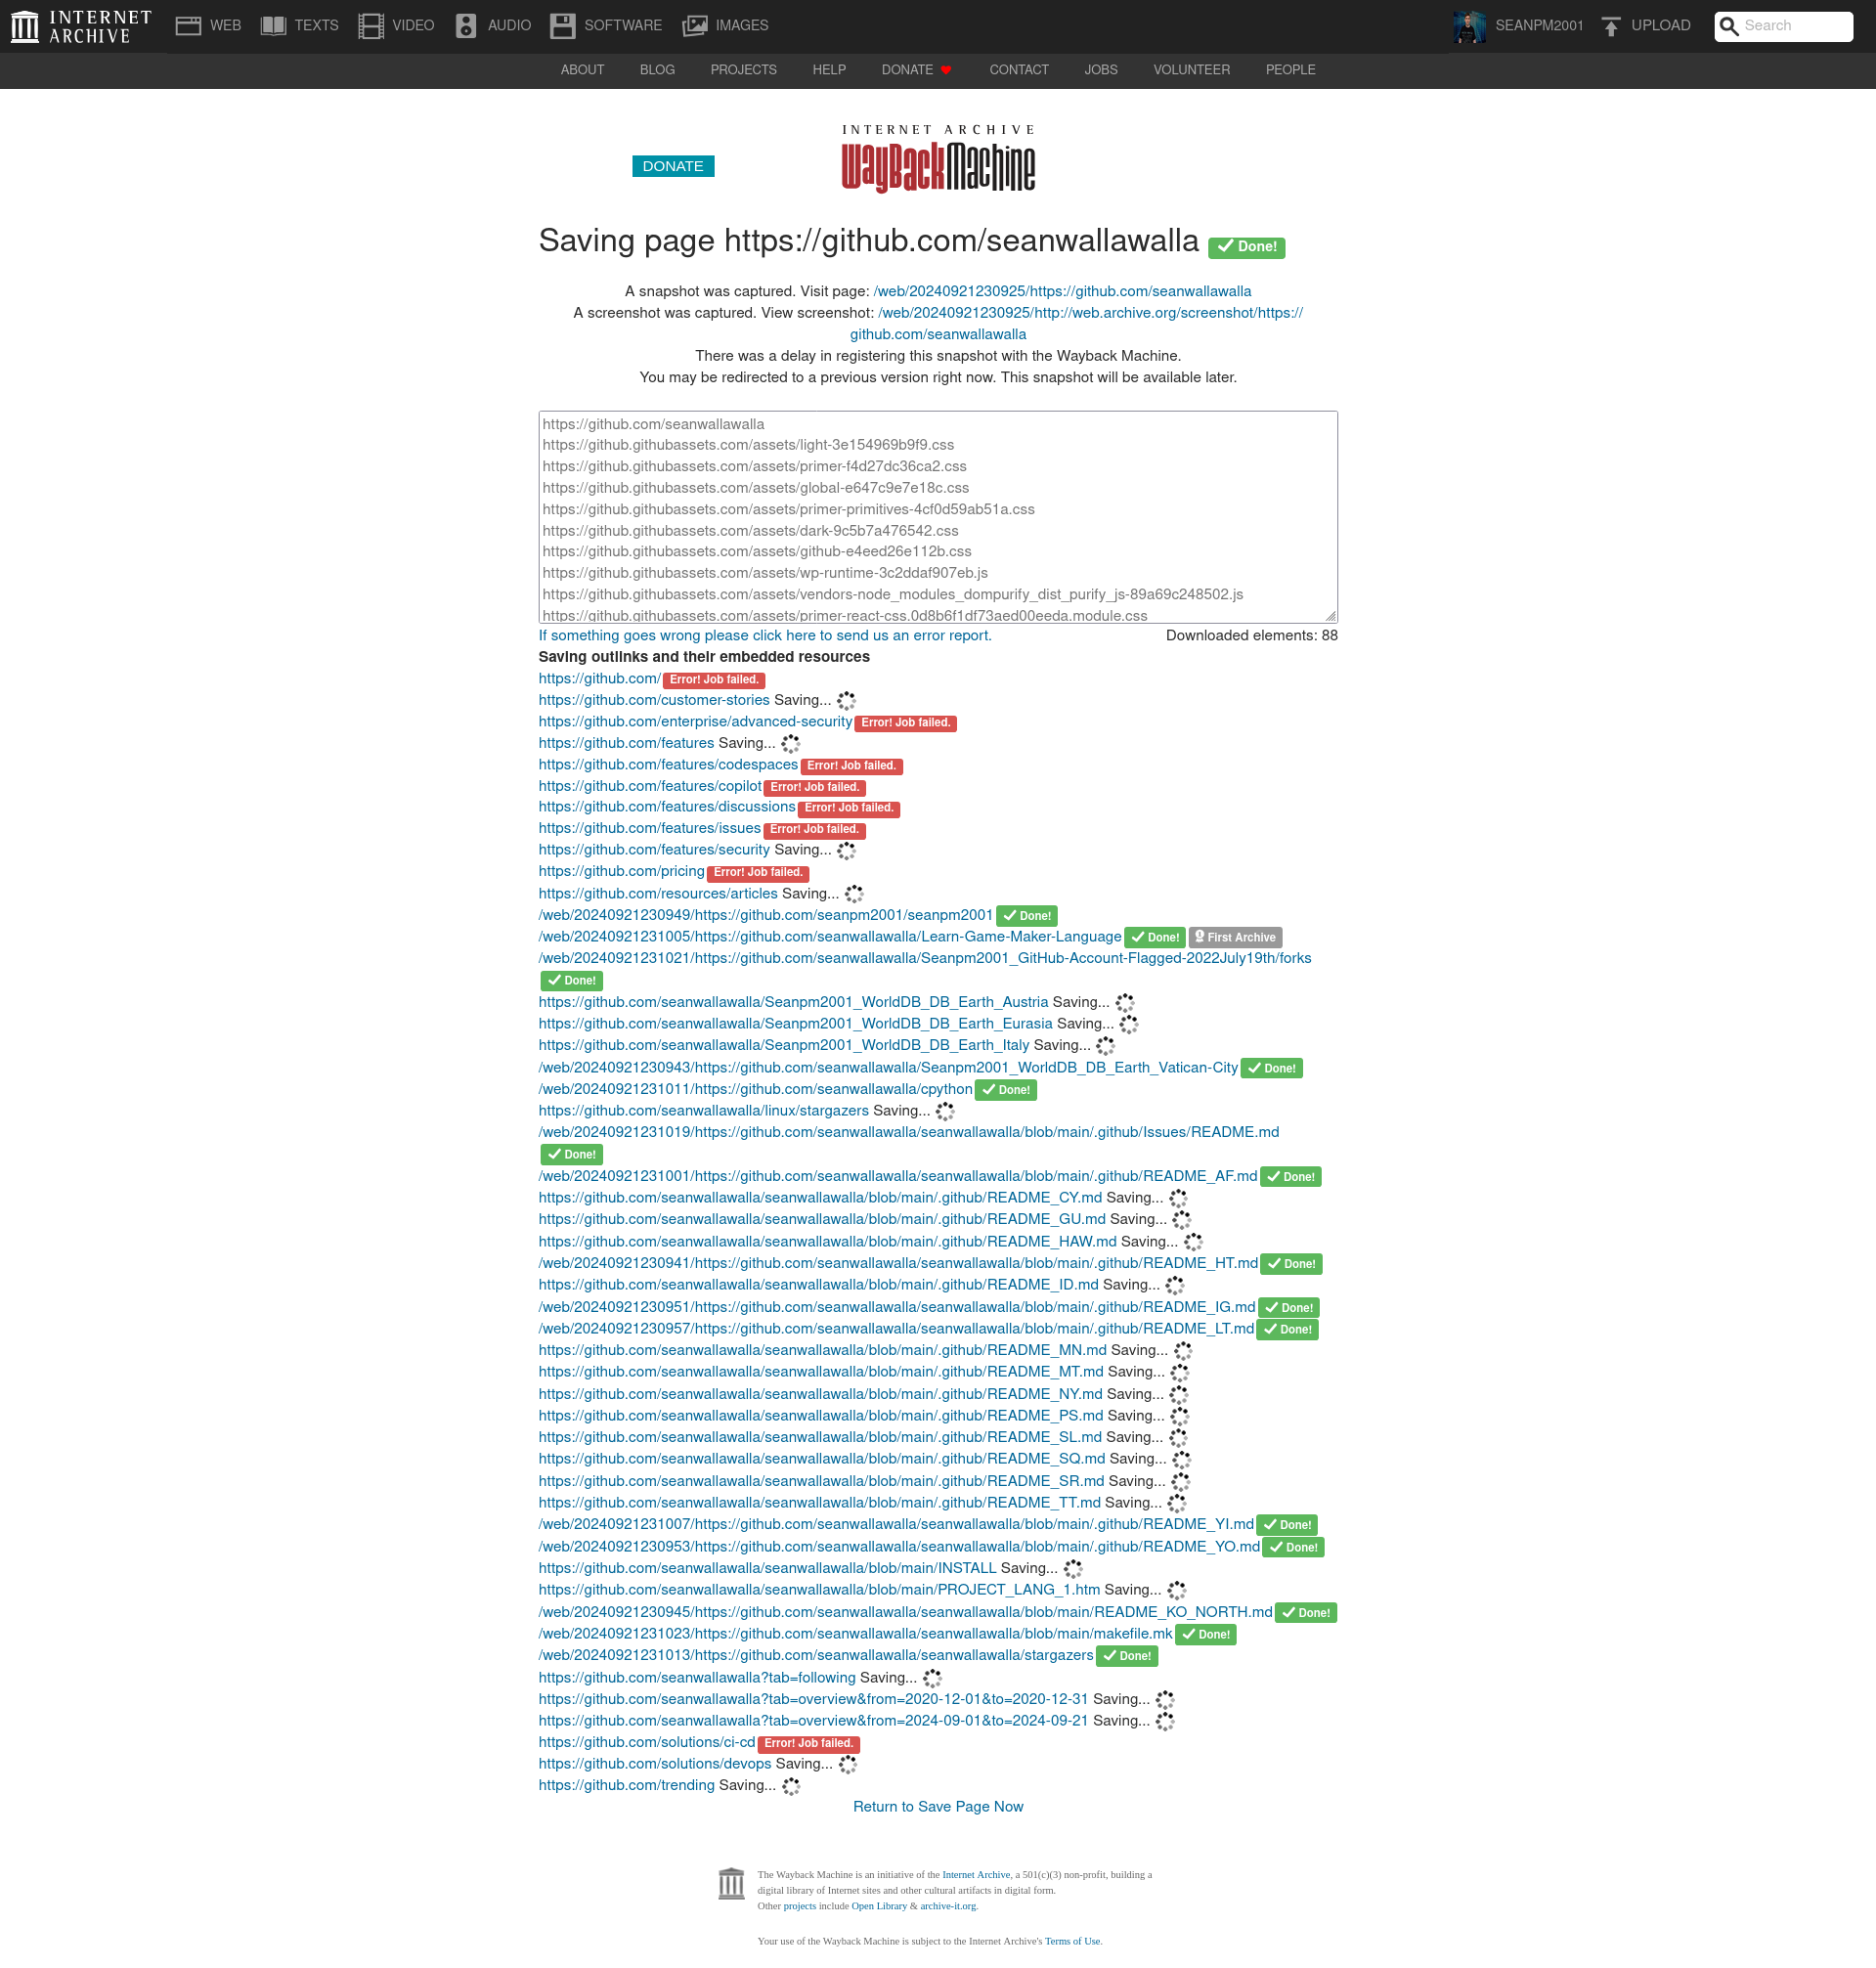 INTERNET ARCHIVE
WEB TEXTS VIDEO AUDIO SOFTWARE IMAGES SEANPM2001 UPLOAD Search
ABOUT BLOG PROJECTS HELP DONATE CONTACT JOBS VOLUNTEER PEOPLE
INTERNET ARCHIVE
DONATE WayBackMachine
Saving page https://github.com/seanwallawalla Done!
A snapshot was captured. Visit page: /web/20240921230925/https://github.com/seanwallawalla
A screenshot was captured. View screenshot: /web/20240921230925/http://web.archive.org/screenshot/https://
github.com/seanwallawalla
There was a delay in registering this snapshot with the Wayback Machine.
You may be redirected to a previous version right now. This snapshot will be available later.
https://github.com/seanwallawalla
https://github.githubassets.com/assets/light-3e154969b9f9.css
https://github.githubassets.com/assets/primer-f4d27dc36ca2.css
https://github.githubassets.com/assets/global-e647c9e7e18c.css
https://github.githubassets.com/assets/primer-primitives-4cf0d59ab51a.css
https://github.githubassets.com/assets/dark-9c5b7a476542.css
https://github.githubassets.com/assets/github-e4eed26e112b.css
https://github.githubassets.com/assets/wp-runtime-3c2ddaf907eb.js
https://github.githubassets.com/assets/vendors-node_modules_dompurify_dist_purify_js-89a69c248502.js
https://github.githubassets.com/assets/primer-react-css.0d8b6f1df73aed00eeda.module.css
If something goes wrong please click here to send us an error report. Downloaded elements: 88
Saving outlinks and their embedded resources
https://github.com/ Error! Job failed.
https://github.com/customer-stories Saving...
https://github.com/enterprise/advanced-security Error! Job failed.
https://github.com/features Saving...
https://github.com/features/codespaces Error! Job failed.
https://github.com/features/copilot Error! Job failed.
https://github.com/features/discussions Error! Job failed.
https://github.com/features/issues Error! Job failed.
https://github.com/features/security Saving...
https://github.com/pricing Error! Job failed.
https://github.com/resources/articles Saving...
/web/20240921230949/https://github.com/seanpm2001/seanpm2001 Done!
/web/20240921231005/https://github.com/seanwallawalla/Learn-Game-Maker-Language Done! First Archive
/web/20240921231021/https://github.com/seanwallawalla/Seanpm2001_GitHub-Account-Flagged-2022July19th/forks
Done!
https://github.com/seanwallawalla/Seanpm2001_WorldDB_DB_Earth_Austria Saving...
https://github.com/seanwallawalla/Seanpm2001_WorldDB_DB_Earth_Eurasia Saving...
https://github.com/seanwallawalla/Seanpm2001_WorldDB_DB_Earth_Italy Saving...
/web/20240921230943/https://github.com/seanwallawalla/Seanpm2001_WorldDB_DB_Earth_Vatican-City Done!
/web/20240921231011/https://github.com/seanwallawalla/cpython Done!
https://github.com/seanwallawalla/linux/stargazers Saving...
/web/20240921231019/https://github.com/seanwallawalla/seanwallawalla/blob/main/.github/Issues/README.md
Done!
/web/20240921231001/https://github.com/seanwallawalla/seanwallawalla/blob/main/.github/README_AF.md Done!
https://github.com/seanwallawalla/seanwallawalla/blob/main/.github/README_CY.md Saving...
https://github.com/seanwallawalla/seanwallawalla/blob/main/.github/README_GU.md Saving...
https://github.com/seanwallawalla/seanwallawalla/blob/main/.github/README_HAW.md Saving...
/web/20240921230941/https://github.com/seanwallawalla/seanwallawalla/blob/main/.github/README_HT.md Done!
https://github.com/seanwallawalla/seanwallawalla/blob/main/.github/README_ID.md Saving...
/web/20240921230951/https://github.com/seanwallawalla/seanwallawalla/blob/main/.github/README_IG.md Done!
/web/20240921230957/https://github.com/seanwallawalla/seanwallawalla/blob/main/.github/README_LT.md Done!
https://github.com/seanwallawalla/seanwallawalla/blob/main/.github/README_MN.md Saving...
https://github.com/seanwallawalla/seanwallawalla/blob/main/.github/README_MT.md Saving...
https://github.com/seanwallawalla/seanwallawalla/blob/main/.github/README_NY.md Saving...
https://github.com/seanwallawalla/seanwallawalla/blob/main/.github/README_PS.md Saving...
https://github.com/seanwallawalla/seanwallawalla/blob/main/.github/README_SL.md Saving...
https://github.com/seanwallawalla/seanwallawalla/blob/main/.github/README_SQ.md Saving...
https://github.com/seanwallawalla/seanwallawalla/blob/main/.github/README_SR.md Saving...
https://github.com/seanwallawalla/seanwallawalla/blob/main/.github/README_TT.md Saving...
/web/20240921231007/https://github.com/seanwallawalla/seanwallawalla/blob/main/.github/README_YI.md Done!
/web/20240921230953/https://github.com/seanwallawalla/seanwallawalla/blob/main/.github/README_YO.md Done!
https://github.com/seanwallawalla/seanwallawalla/blob/main/INSTALL Saving...
https://github.com/seanwallawalla/seanwallawalla/blob/main/PROJECT_LANG_1.htm Saving...
/web/20240921230945/https://github.com/seanwallawalla/seanwallawalla/blob/main/README_KO_NORTH.md Done!
/web/20240921231023/https://github.com/seanwallawalla/seanwallawalla/blob/main/makefile.mk Done!
/web/20240921231013/https://github.com/seanwallawalla/seanwallawalla/stargazers Done!
https://github.com/seanwallawalla?tab=following Saving...
https://github.com/seanwallawalla?tab=overview&from=2020-12-01&to=2020-12-31 Saving...
https://github.com/seanwallawalla?tab=overview&from=2024-09-01&to=2024-09-21 Saving...
https://github.com/solutions/ci-cd Error! Job failed.
https://github.com/solutions/devops Saving...
https://github.com/trending Saving...
Return to Save Page Now
The Wayback Machine is an initiative of the Internet Archive, a 501(c)(3) non-profit, building a
digital library of Internet sites and other cultural artifacts in digital form.
Other projects include Open Library & archive-it.org.
Your use of the Wayback Machine is subject to the Internet Archive's Terms of Use.